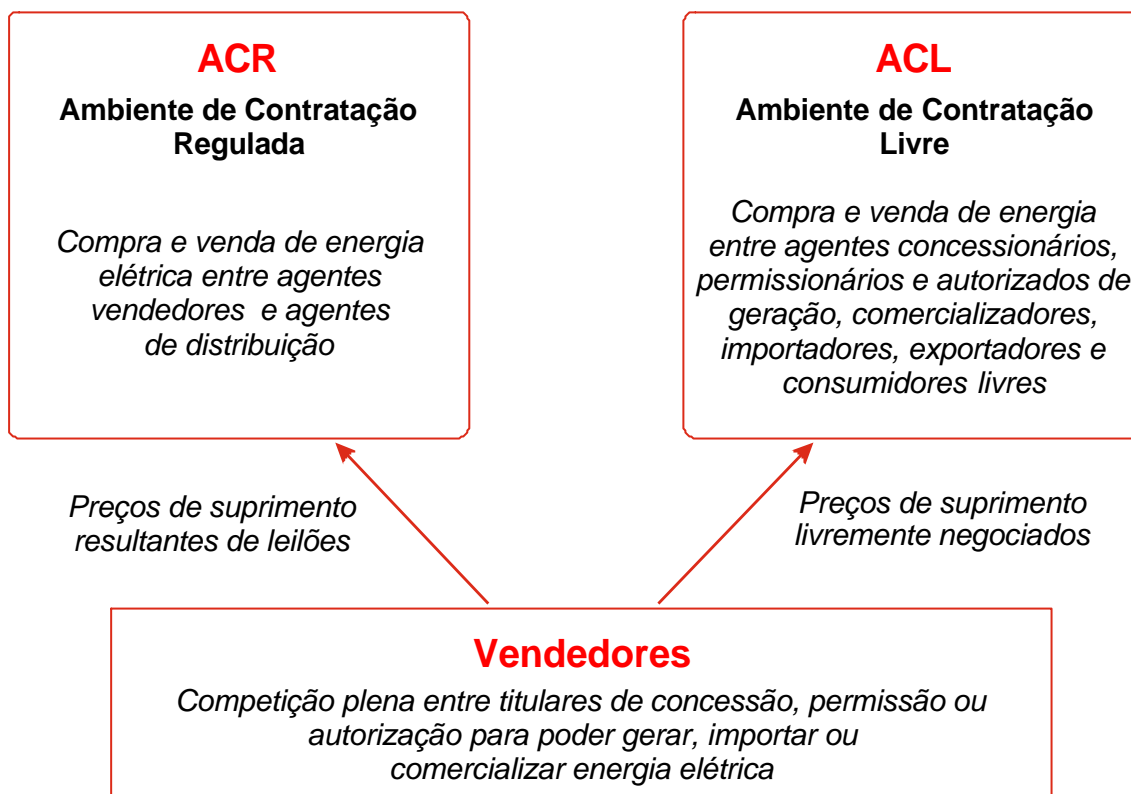 ACR
Ambiente de Contratação
Regulada
Compra e venda de energia
elétrica entre agentes
vendedores e agentes
de distribuição
ACL
Ambiente de Contratação
Livre
Compra e venda de energia
entre agentes concessionários,
permissionários e autorizados de
geração, comercializadores,
importadores, exportadores e
consumidores livres
Preços de suprimento
resultantes de leilões
Preços de suprimento
livremente negociados
Vendedores
Competição plena entre titulares de concessão, permissão ou
autorização para poder gerar, importar ou
comercializar energia elétrica